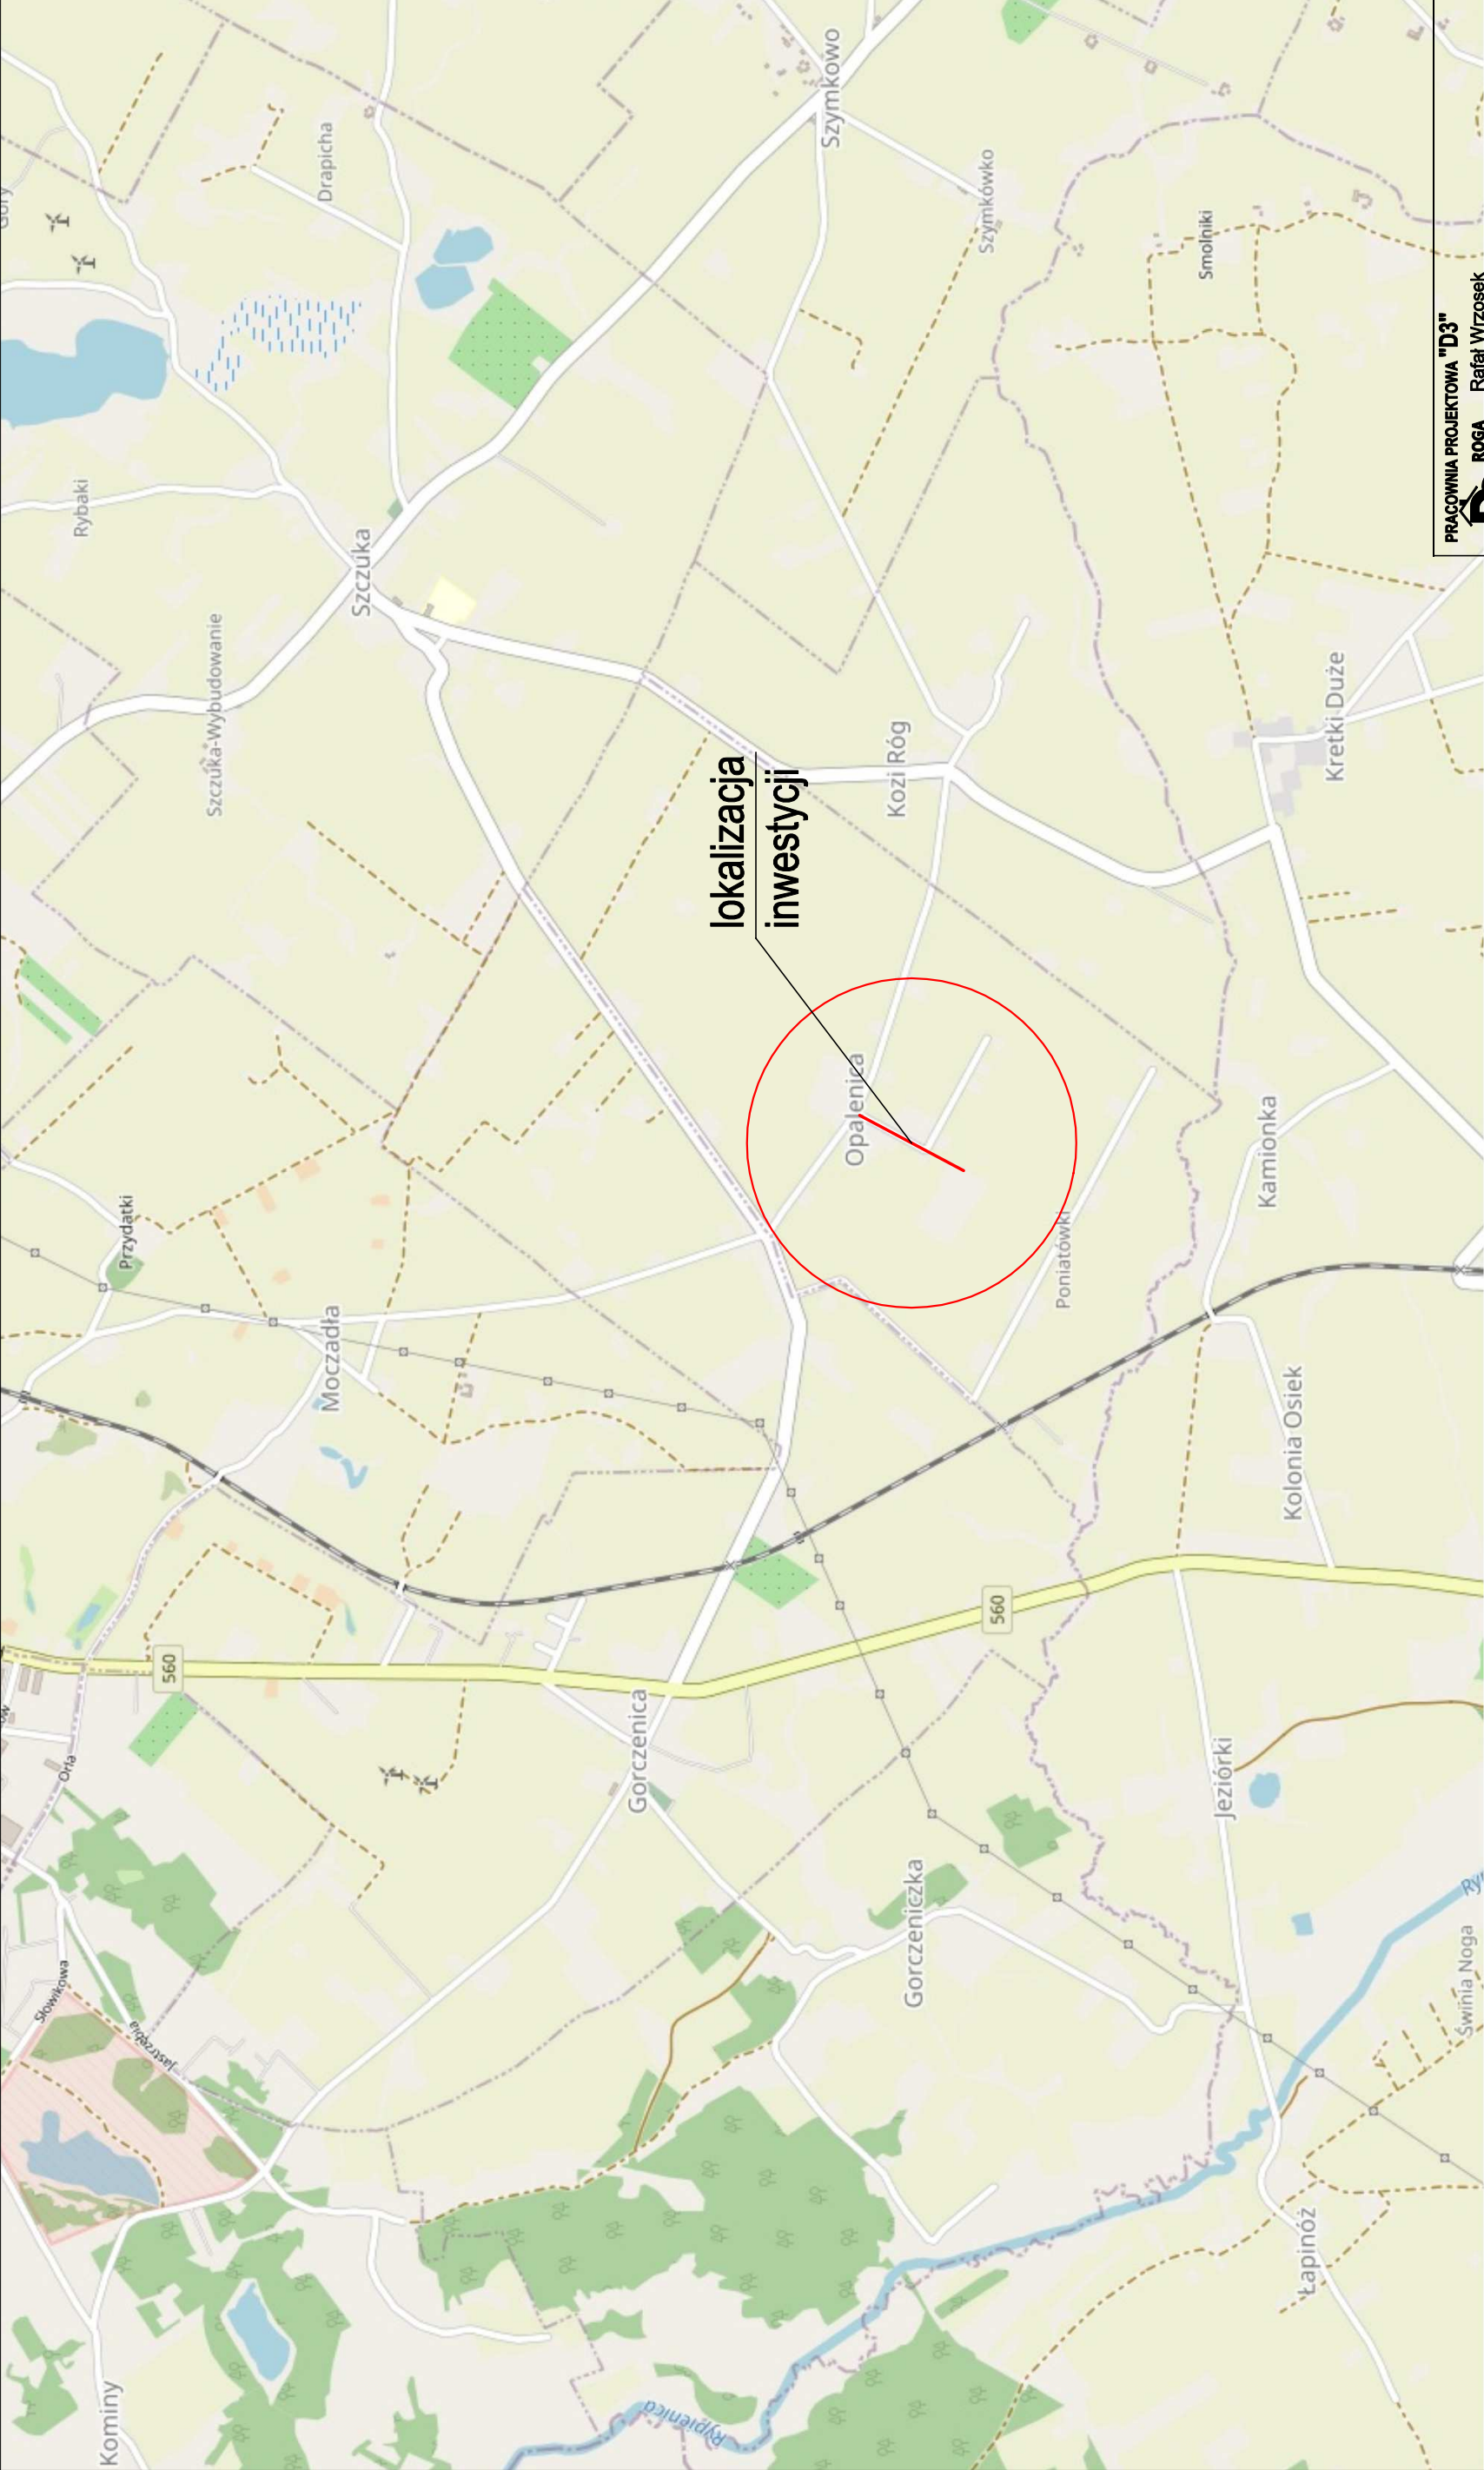 Szymkowo
Drapicha
Szymkówko
Smolniki
PRACOWNIA PROJEKTOWA "D3"
ROGA Rafał Wrzosek
Rybaki
Szczuka
Szczuka-Wybudowanie
Kozi Róg
Kretki Duże
lokalizacja
inwestycji
Opalenica
Kamionka
Przydatki
Poniatówki
Moczadła
Kolonia Osiek
560
560
Orla
Gorczenica
Jeziórki
Gorczeniczka
Słowikowa
Jastrzębia
Świnia Noga
Łapinóż
Rypienica
Kominy